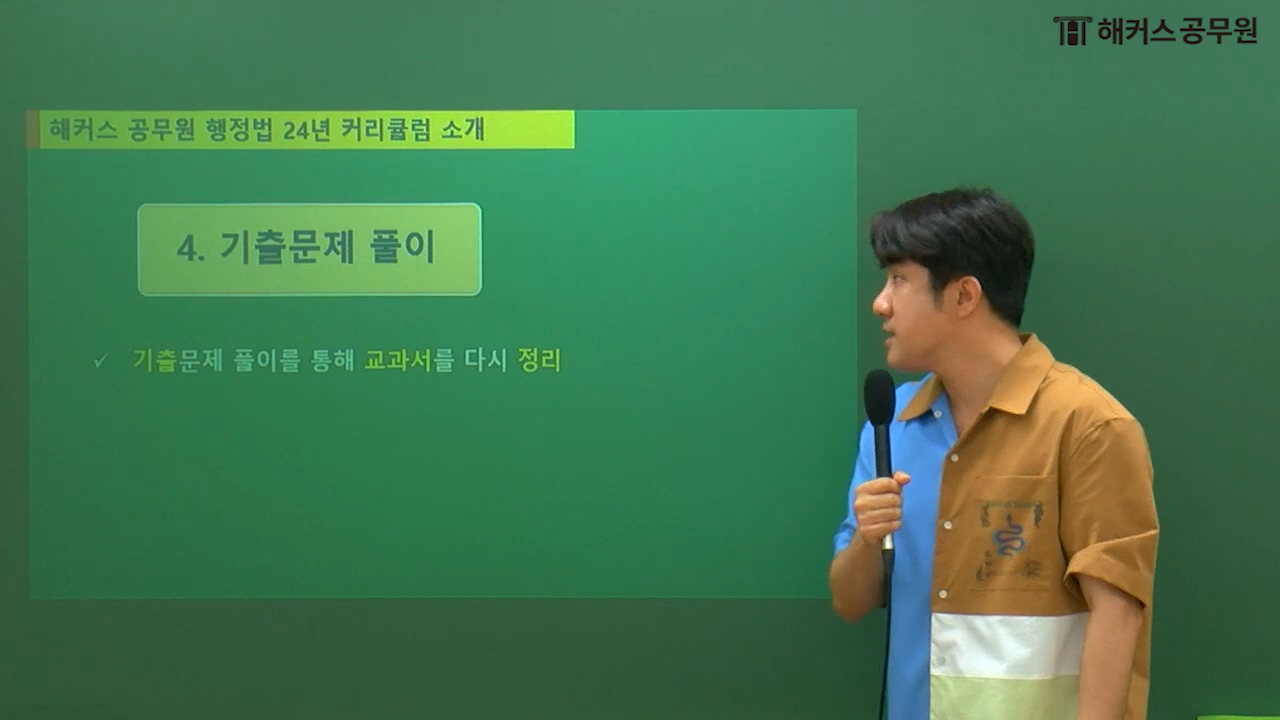 해커스공무원
해커스 공무원 행정법 24년 커리큘럼 소개
4. 기출문제 풀이
✓ 기출문제 풀이를 통해 교과서를 다시 정리